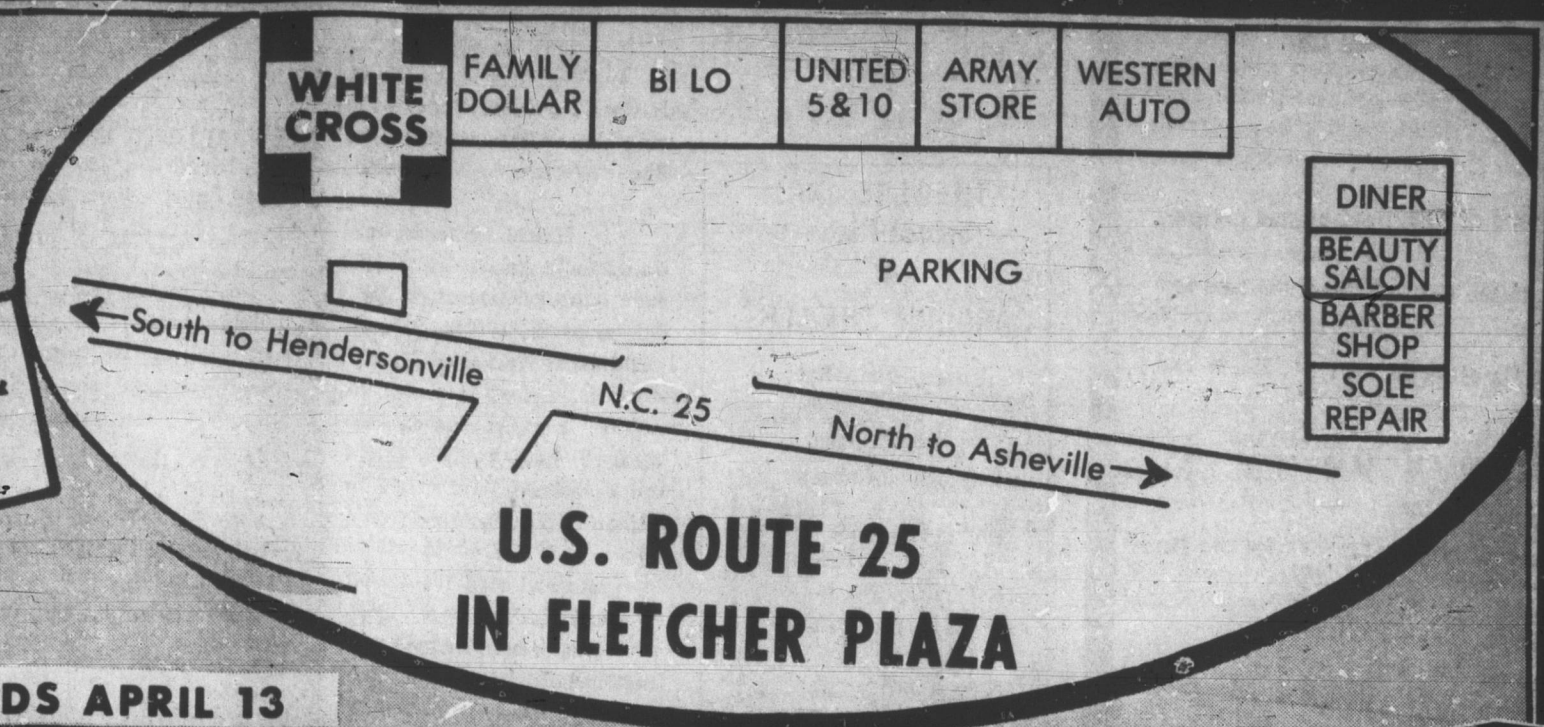 WHITE
CROSS
FAMILY
DOLLAR
BI LO
UNITED
5 & 10
ARMY
STORE
WESTERN
AUTO
DINER
BEAUTY
SALON
BARBER
SHOP
SOLE
REPAIR
PARKING
South to Hendersonville
N.C. 25
North to Asheville
U.S. ROUTE 25
IN FLETCHER PLAZA
DS APRIL 13